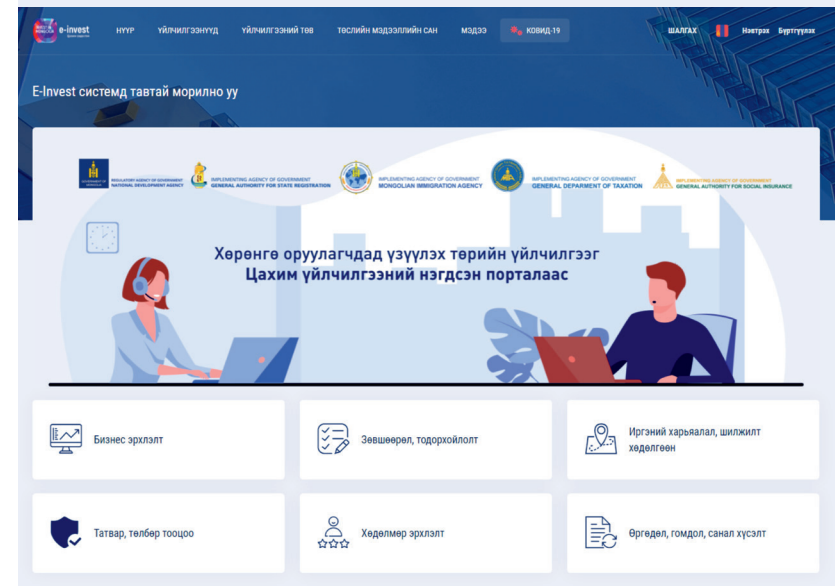 e-invest
НҮҮР
ҮЙЛЧИЛГЭЭНҮҮД
ҮЙЛЧИЛГЭЭНИЙ ТӨВ
ТӨСЛИЙН МЭДЭЭЛЛИЙН САН
МЭДЭЭ
КОВИД-19
ШАЛГАХ
Нэвтрэх
Бүртгүүлэх
E-Invest системд тавтай морилно уу
REGULATORY AGENCY OF GOVERNMENT
NATIONAL DEVELOPMENT AGENCY
IMPLEMENTING AGENCY OF GOVERNMENT
GENERAL AUTHORITY FOR STATE REGISTRATION
IMPLEMENTING AGENCY OF GOVERNMENT
MONGOLIAN IMMIGRATION AGENCY
IMPLEMENTING AGENCY OF GOVERNMENT
GENERAL DEPARMENT OF TAXATION
IMPLEMENTING AGENCY OF GOVERNMENT
GENERAL AUTHORITY FOR SOCIAL INSURANCE
Хөрөнгө оруулагчдад үзүүлэх төрийн үйлчилгээг
Цахим үйлчилгээний нэгдсэн порталаас
Бизнес эрхлэлт
Зөвшөөрөл, тодорхойлолт
Иргэний харьяалал, шилжилт
хөдөлгөөн
Татвар, төлбөр тооцоо
Хөдөлмөр эрхлэлт
Өргөдөл, гомдол, санал хүсэлт